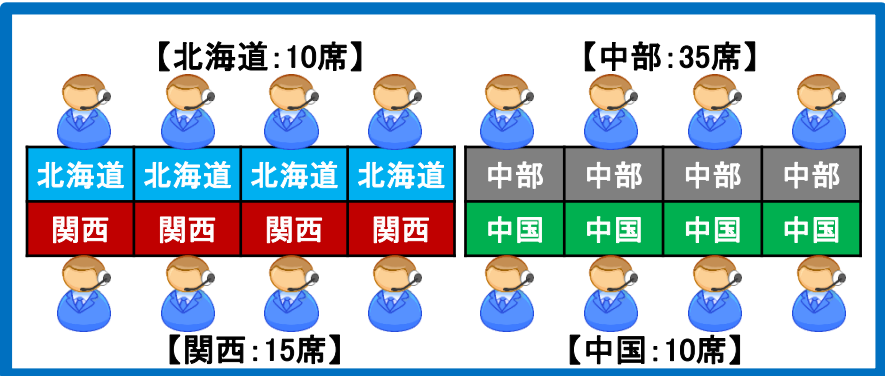 【北海道：10席】 【中部：35席】
北海道 北海道 北海道 北海道 中部 中部 中部 中部
関西 関西 関西 関西 中国 中国 中国 中国
【関西：15席】 【中国：10席】